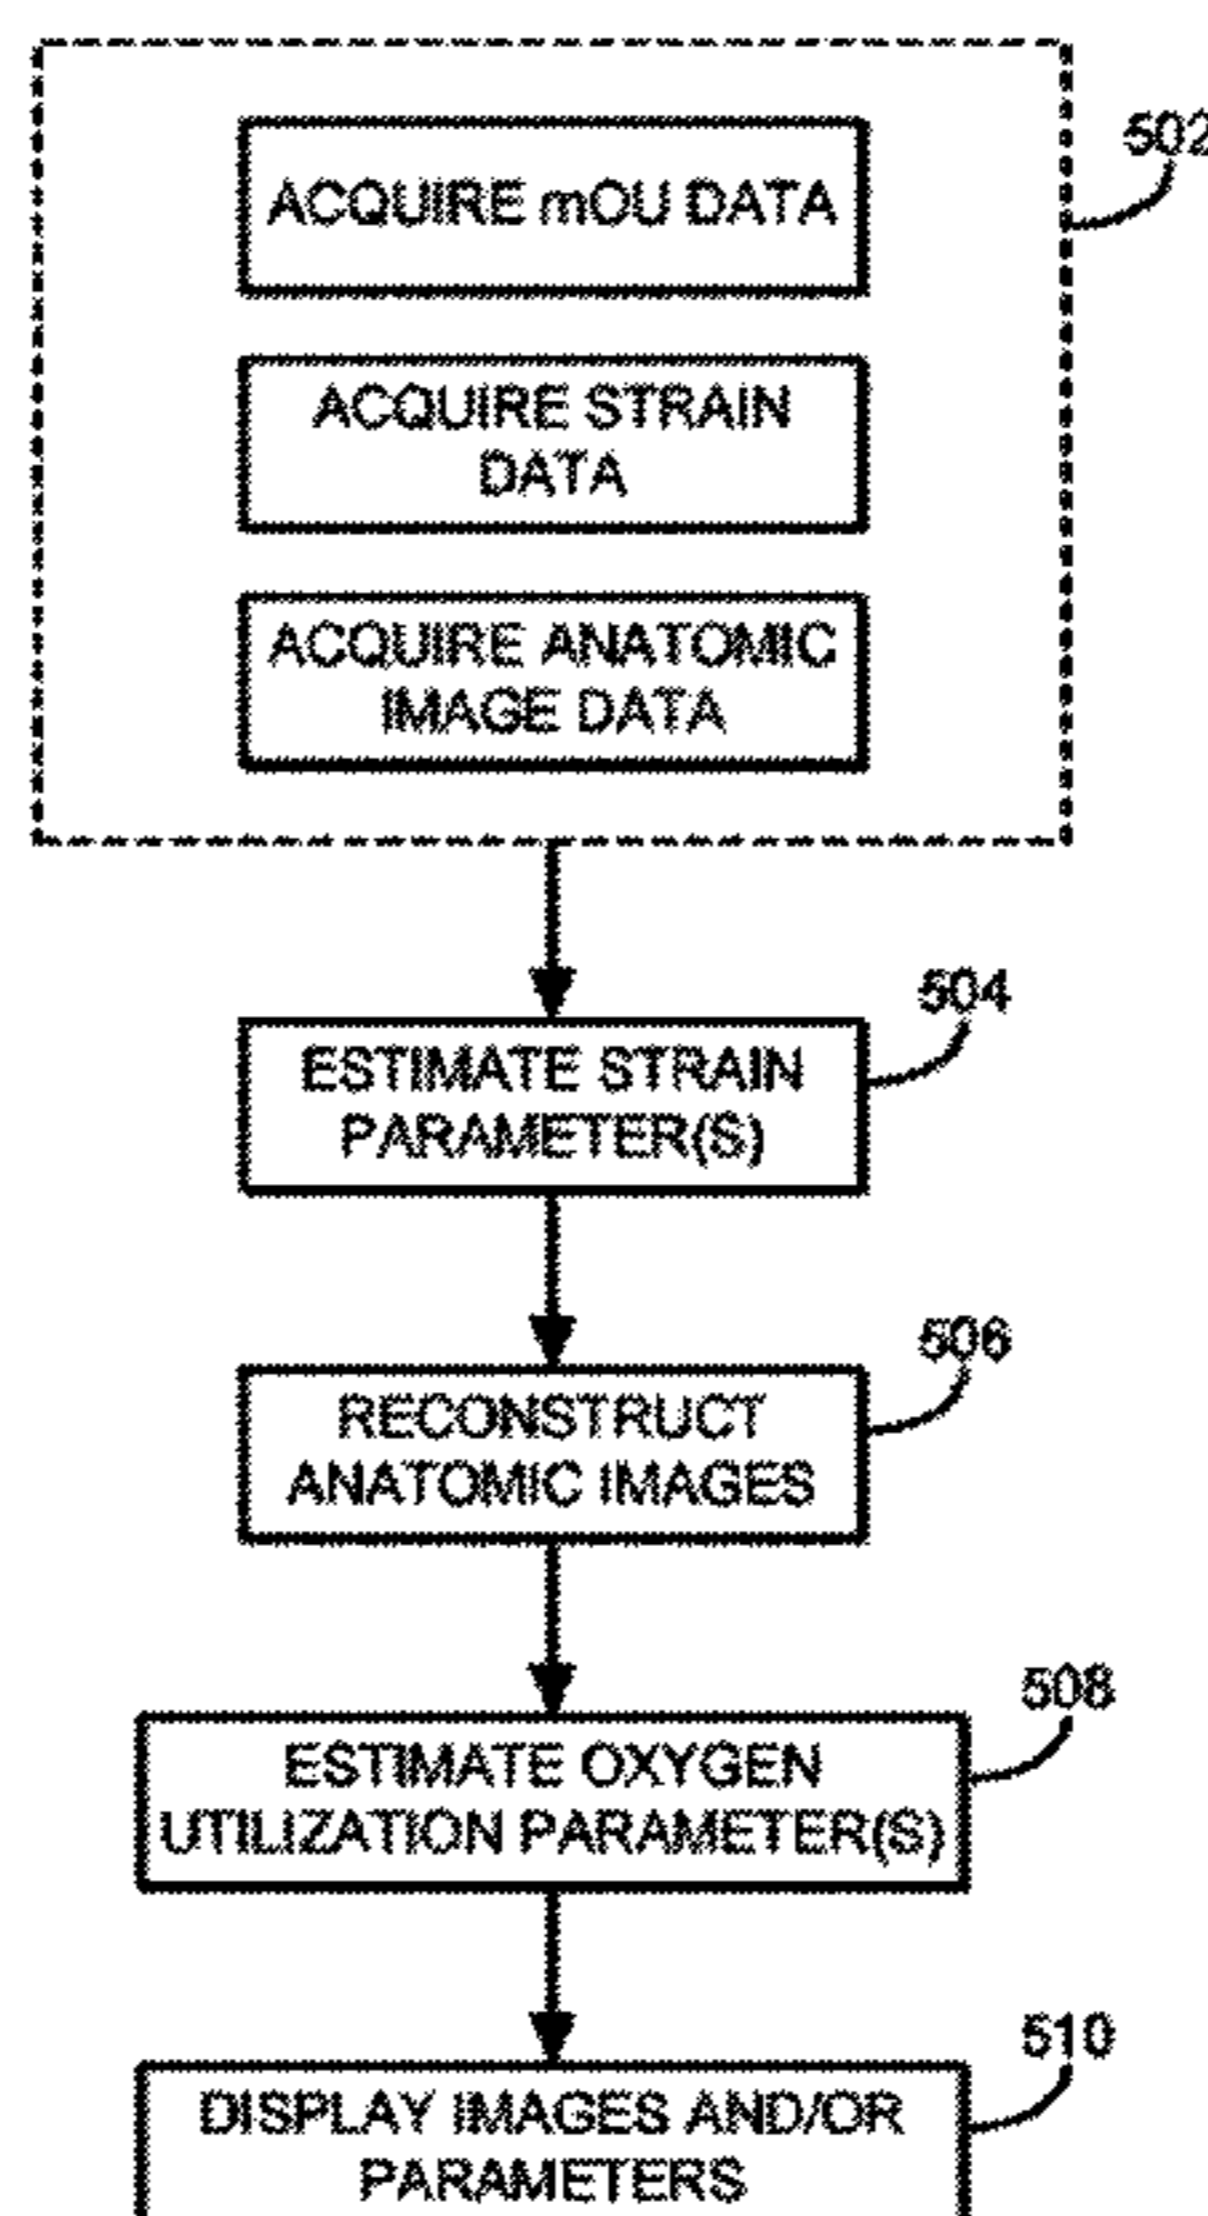 502
ACQUIRE mOU DATA
ACQUIRE STRAIN
DATA
ACQUIRE ANATOMIC
IMAGE DATA
504
ESTIMATE STRAIN
PARAMETER(S)
506
RECONSTRUCT
ANATOMIC IMAGES
508
ESTIMATE OXYGEN
UTILIZATION PARAMETER(S)
510
DISPLAY IMAGES AND/OR
PARAMETERS